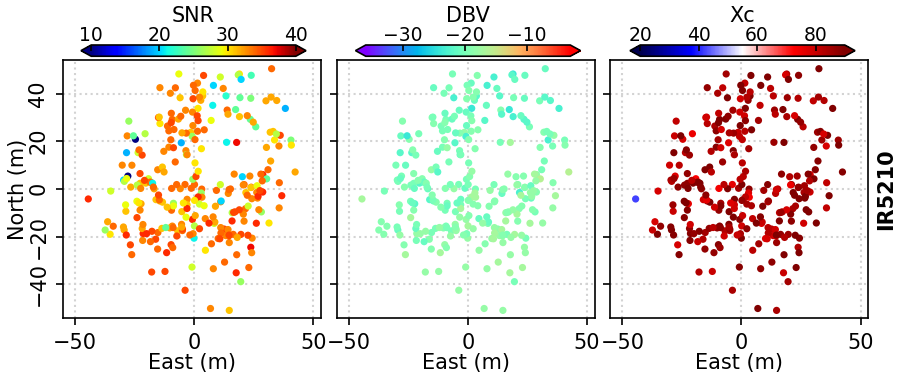 SNR DBV Xc
10 20 30 40 −30 −20 −10 20 40 60 80
North (m)
40
20
0
−20
−40
IR5210
−50 0 50 −50 0 50 −50 0 50
East (m) East (m) East (m)